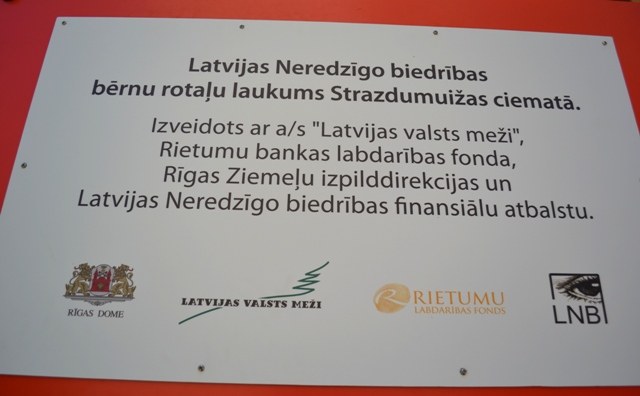 Latvijas Neredzīgo biedrības
bērnu rotaļu laukums Strazdumuižas ciematā.
Izveidots ar a/s "Latvijas valsts meži",
Rietumu bankas labdarības fonda,
Rīgas Ziemeļu izpilddirekcijas un
Latvijas Neredzīgo biedrības finansiālu atbalstu.
RĪGAS DOME
LATVIJAS VALSTS MEŽI
RIETUMU
LABDARĪBAS FONDS
LNB